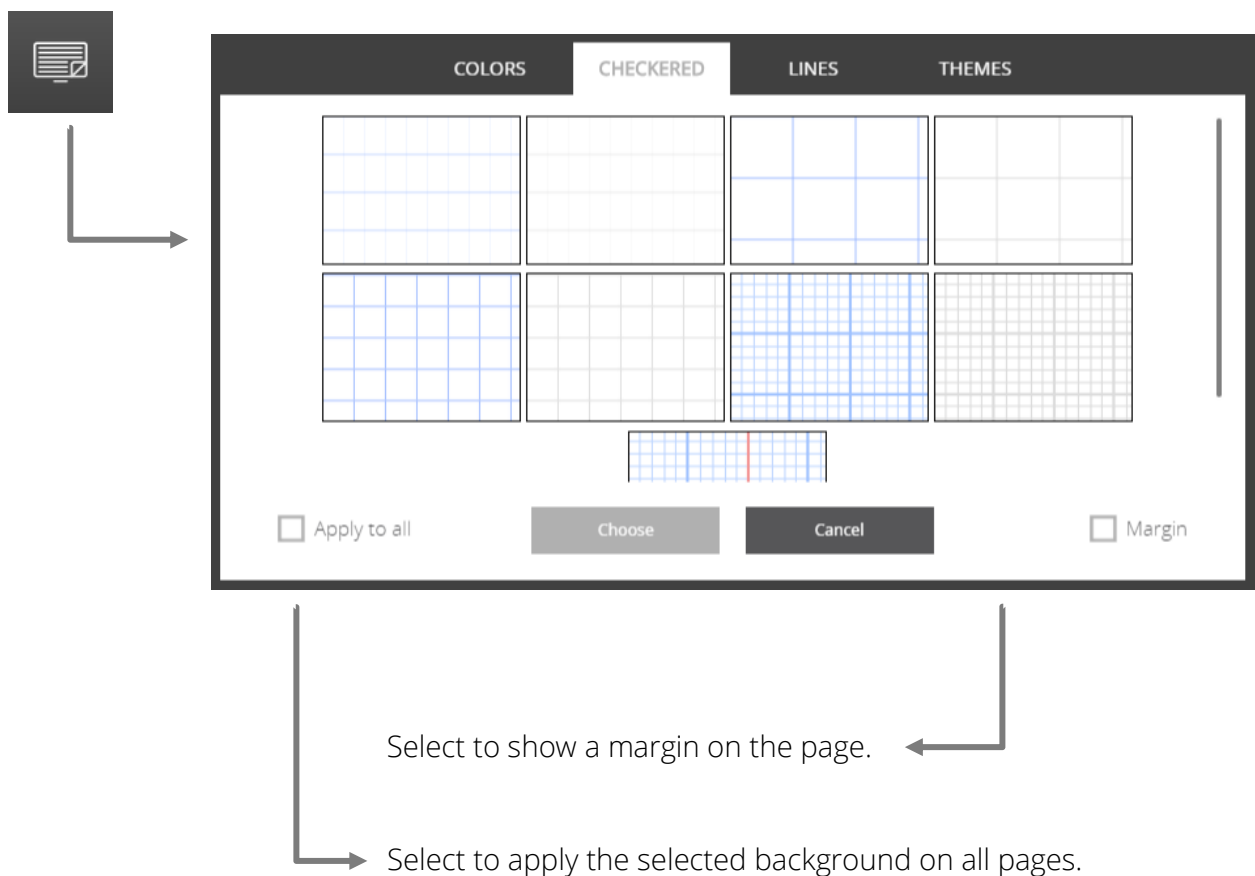 COLORS CHECKERED LINES THEMES
Apply to all Choose Cancel Margin
Select to show a margin on the page.
Select to apply the selected background on all pages.